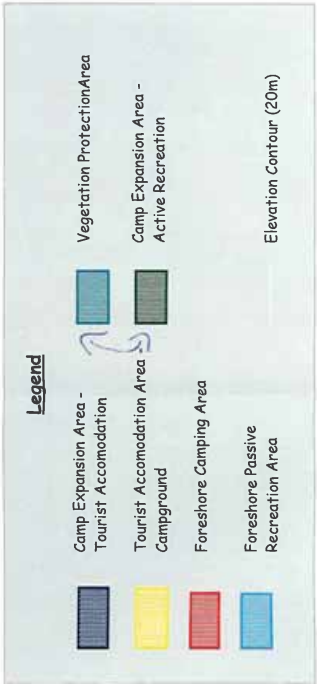 Legend
Camp Expansion Area -
Tourist Accomodation
Tourist Accomodation Area
Campground
Foreshore Camping Area
Foreshore Passive
Recreation Area
Vegetation ProtectionArea
Camp Expansion Area -
Active Recreation
Elevation Contour (20m)